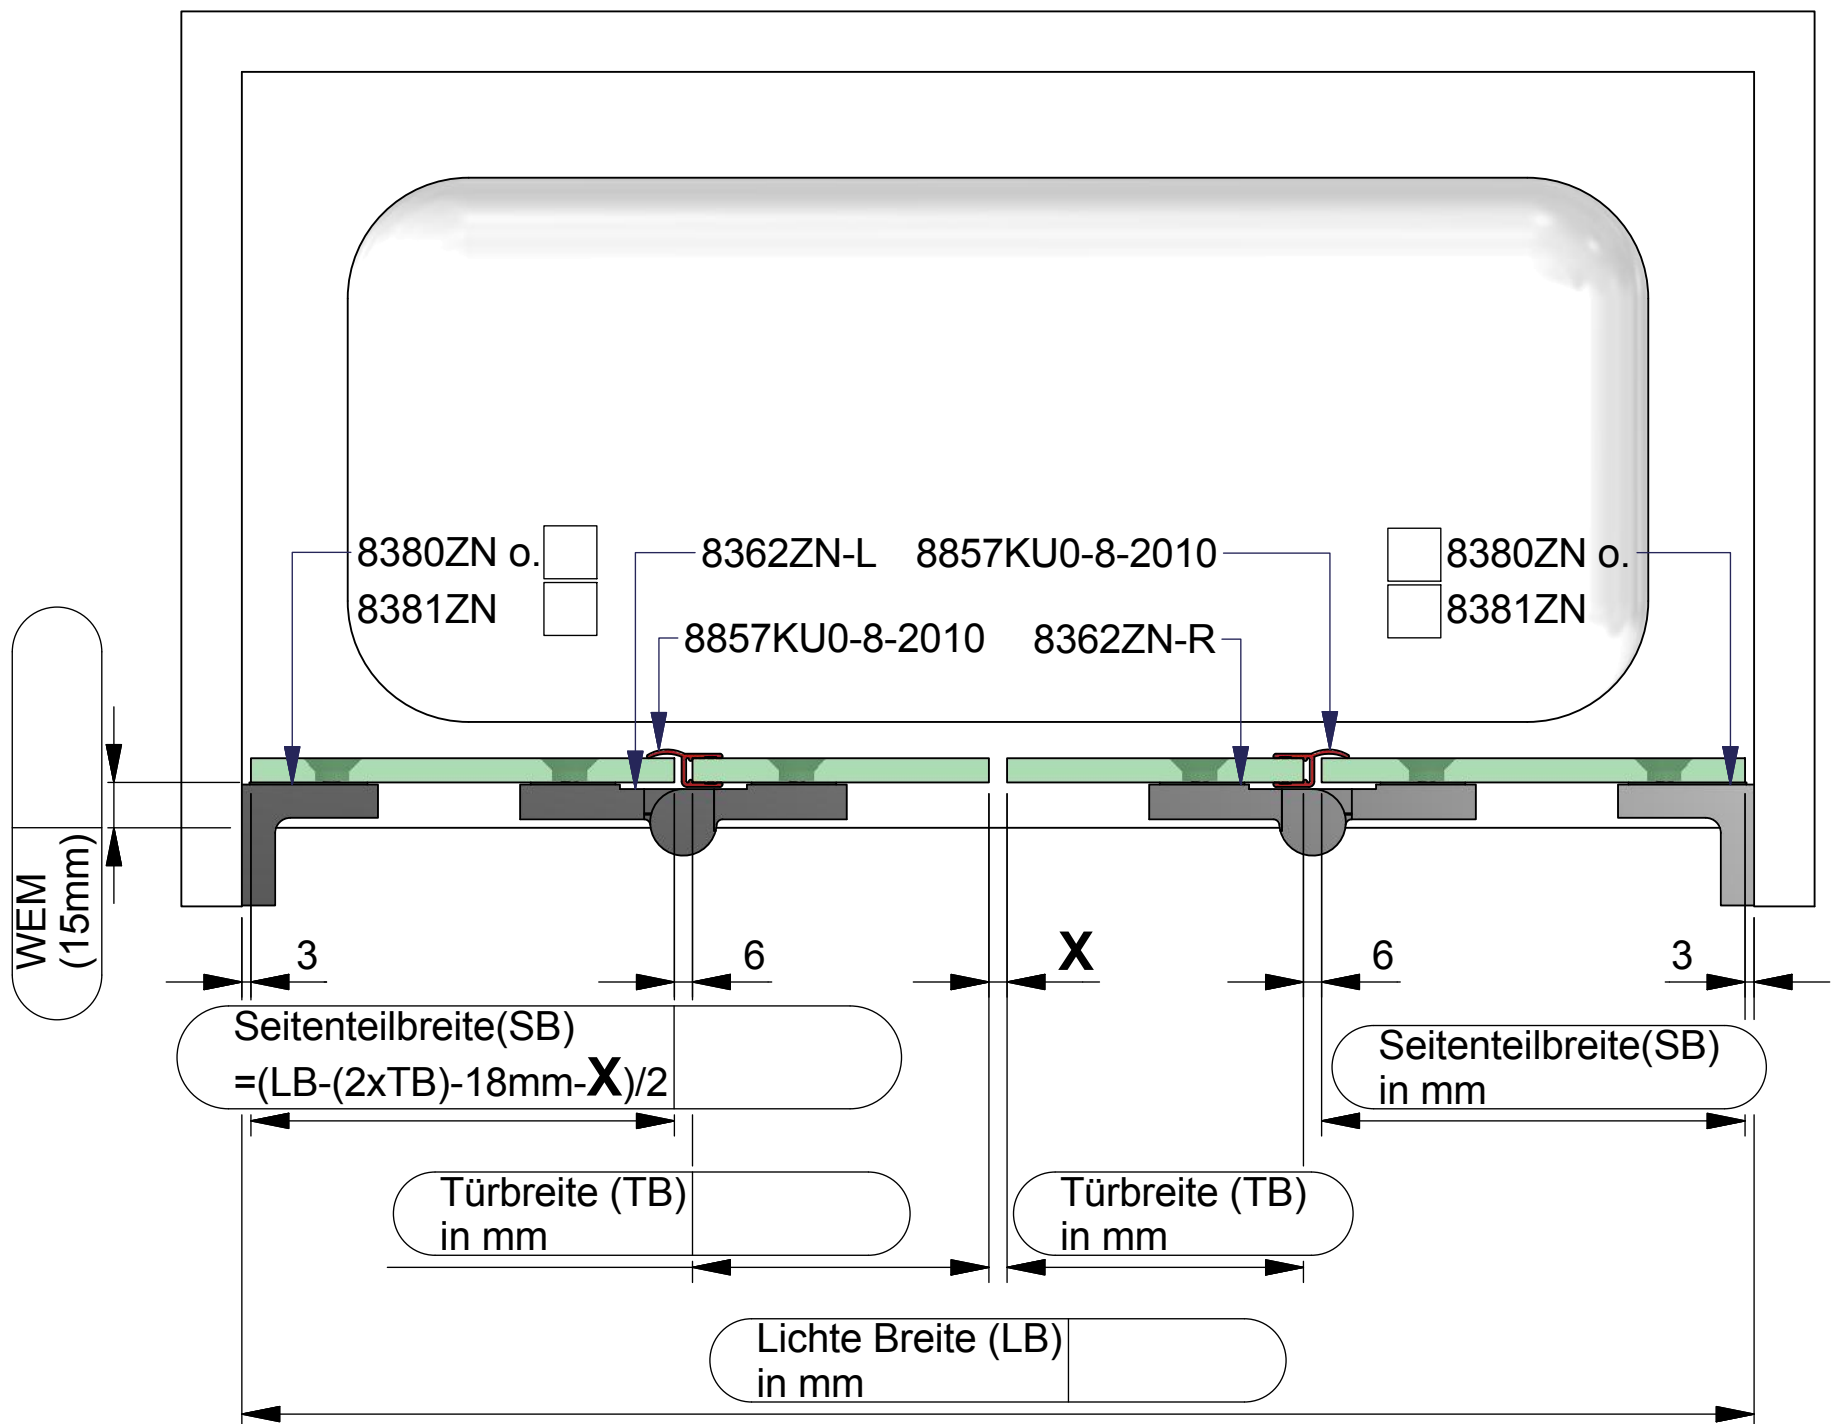 8380ZN o.
8381ZN
8362ZN-L
8857KU0-8-2010
8380ZN o.
8381ZN
8857KU0-8-2010
8362ZN-R
WEM
(15mm)
3
6
X
6
3
Seitenteilbreite(SB)
=(LB-(2xTB)-18mm-X)/2
Seitenteilbreite(SB)
in mm
Türbreite (TB)
in mm
Türbreite (TB)
in mm
Lichte Breite (LB)
in mm